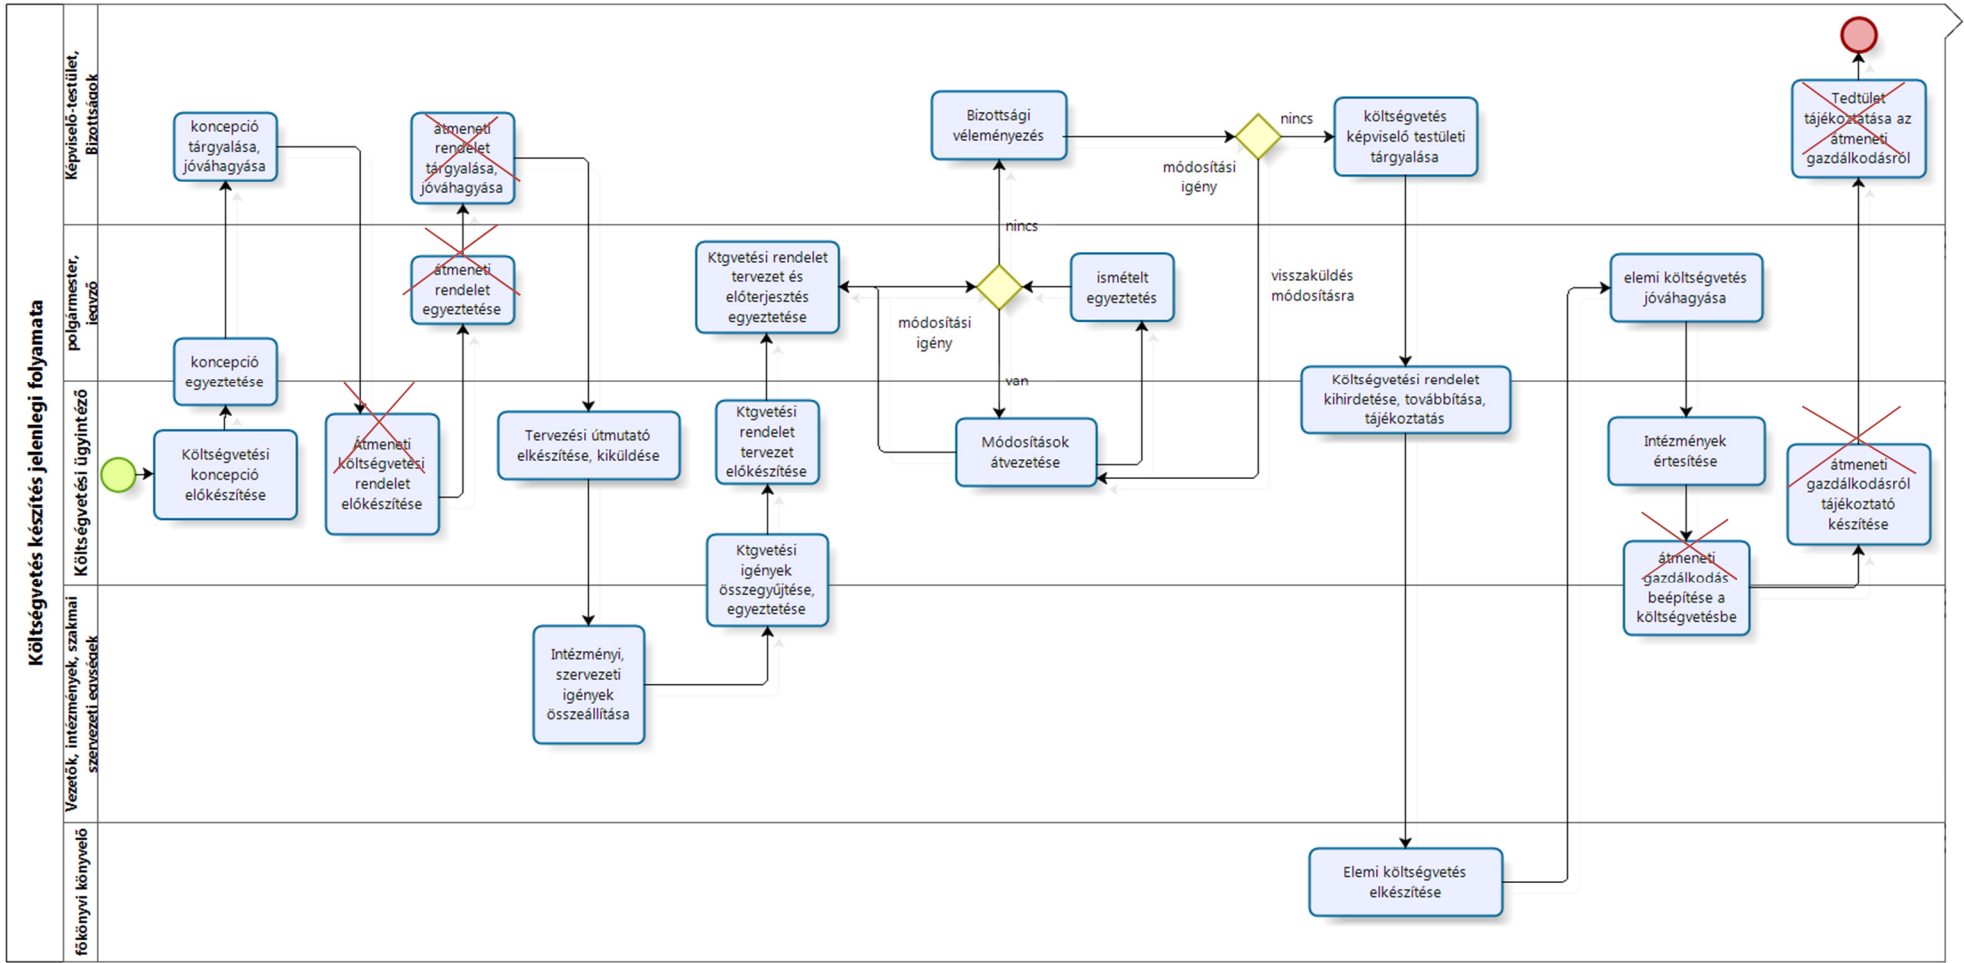 Költségvetés készítés jelenlegi folyamata
Képviselő-testület,
Bizottságok
polgármester,
jegyző
Költségvetési ügyintéző
Vezetők, intézmények, szakmai
szervezeti egységek
főkönyvi könyvelő
koncepció
tárgyalása,
jóváhagyása
átmeneti
rendelet
tárgyalása,
jóváhagyása
Bizottsági
véleményezés
nincs
módosítási
igény
költségvetés
képviselő testületi
tárgyalása
Tedtület
tájékoztatása az
átmeneti
gazdálkodásról
koncepció
egyeztetése
átmeneti
rendelet
egyeztetése
Ktgvetési rendelet
tervezet és
előterjesztés
egyeztetése
nincs
módosítási
igény
van
ismételt
egyeztetés
visszaküldés
módosításra
elemi költségvetés
jóváhagyása
Költségvetési
koncepció
előkészítése
Átmeneti
költségvetési
rendelet
előkészítése
Tervezési útmutató
elkészítése, kiküldése
Ktgvetési
rendelet
tervezet
előkészítése
Módosítások
átvezetése
Költségvetési rendelet
kihirdetése, továbbítása,
tájékoztatás
Intézmények
értesítése
átmeneti
gazdálkodásról
tájékoztató
készítése
Ktgvetési
igények
összegyűjtése,
egyeztetése
átmeneti
gazdálkodás
beépítése a
költségvetésbe
Intézményi,
szervezeti
igények
összeállítása
Elemi költségvetés
elkészítése